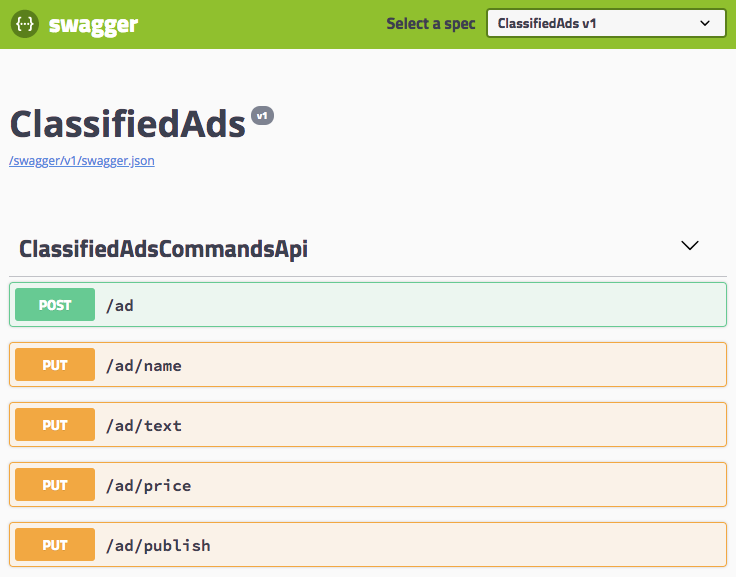 {···} swagger
Select a spec
ClassifiedAds v1
ClassifiedAds v1
/swagger/v1/swagger.json
ClassifiedAdsCommandsApi
POST /ad
PUT /ad/name
PUT /ad/text
PUT /ad/price
PUT /ad/publish